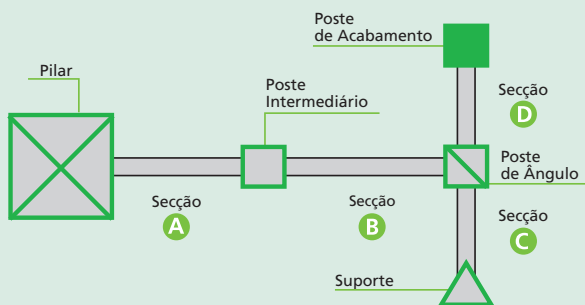 Poste
de Acabamento
Pilar
Poste
Intermediário
Secção
D
Poste
de Ângulo
Secção
A
Secção
B
Secção
C
Suporte